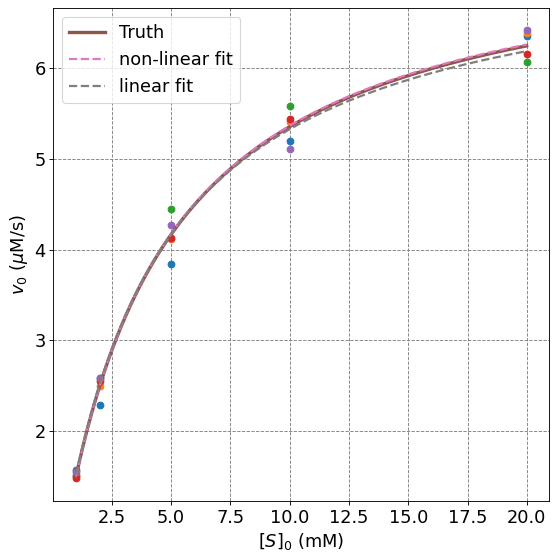 Truth
non-linear fit
linear fit
6
5
4
3
2
v₀ (μM/s)
2.5 5.0 7.5 10.0 12.5 15.0 17.5 20.0
[S]₀ (mM)